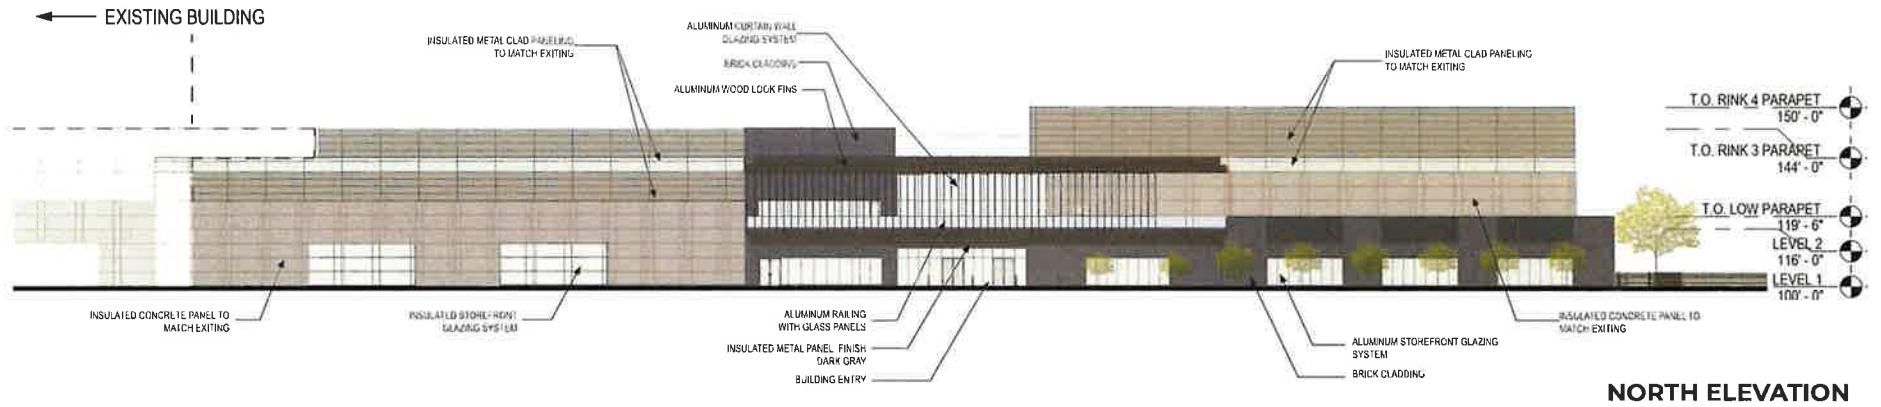 EXISTING BUILDING
INSULATED METAL CLAD PANELING
TO MATCH EXITING
ALUMINUM CURTAIN WALL
GLAZING SYSTEM
BRICK CLADDING
ALUMINUM WOOD LOOK FINS
INSULATED METAL CLAD PANELING
TO MATCH EXITING
T.O. RINK 4 PARAPET
150' - 0"
T.O. RINK 3 PARAPET
144' - 0"
T.O. LOW PARAPET
119' - 6"
LEVEL 2
116' - 0"
LEVEL 1
100' - 0"
INSULATED CONCRETE PANEL TO
MATCH EXITING
INSULATED STOREFRONT
GLAZING SYSTEM
ALUMINUM RAILING
WITH GLASS PANELS
INSULATED METAL PANEL FINISH
DARK GRAY
BUILDING ENTRY
INSULATED CONCRETE PANEL TO
MATCH EXITING
ALUMINUM STOREFRONT GLAZING
SYSTEM
BRICK CLADDING
NORTH ELEVATION